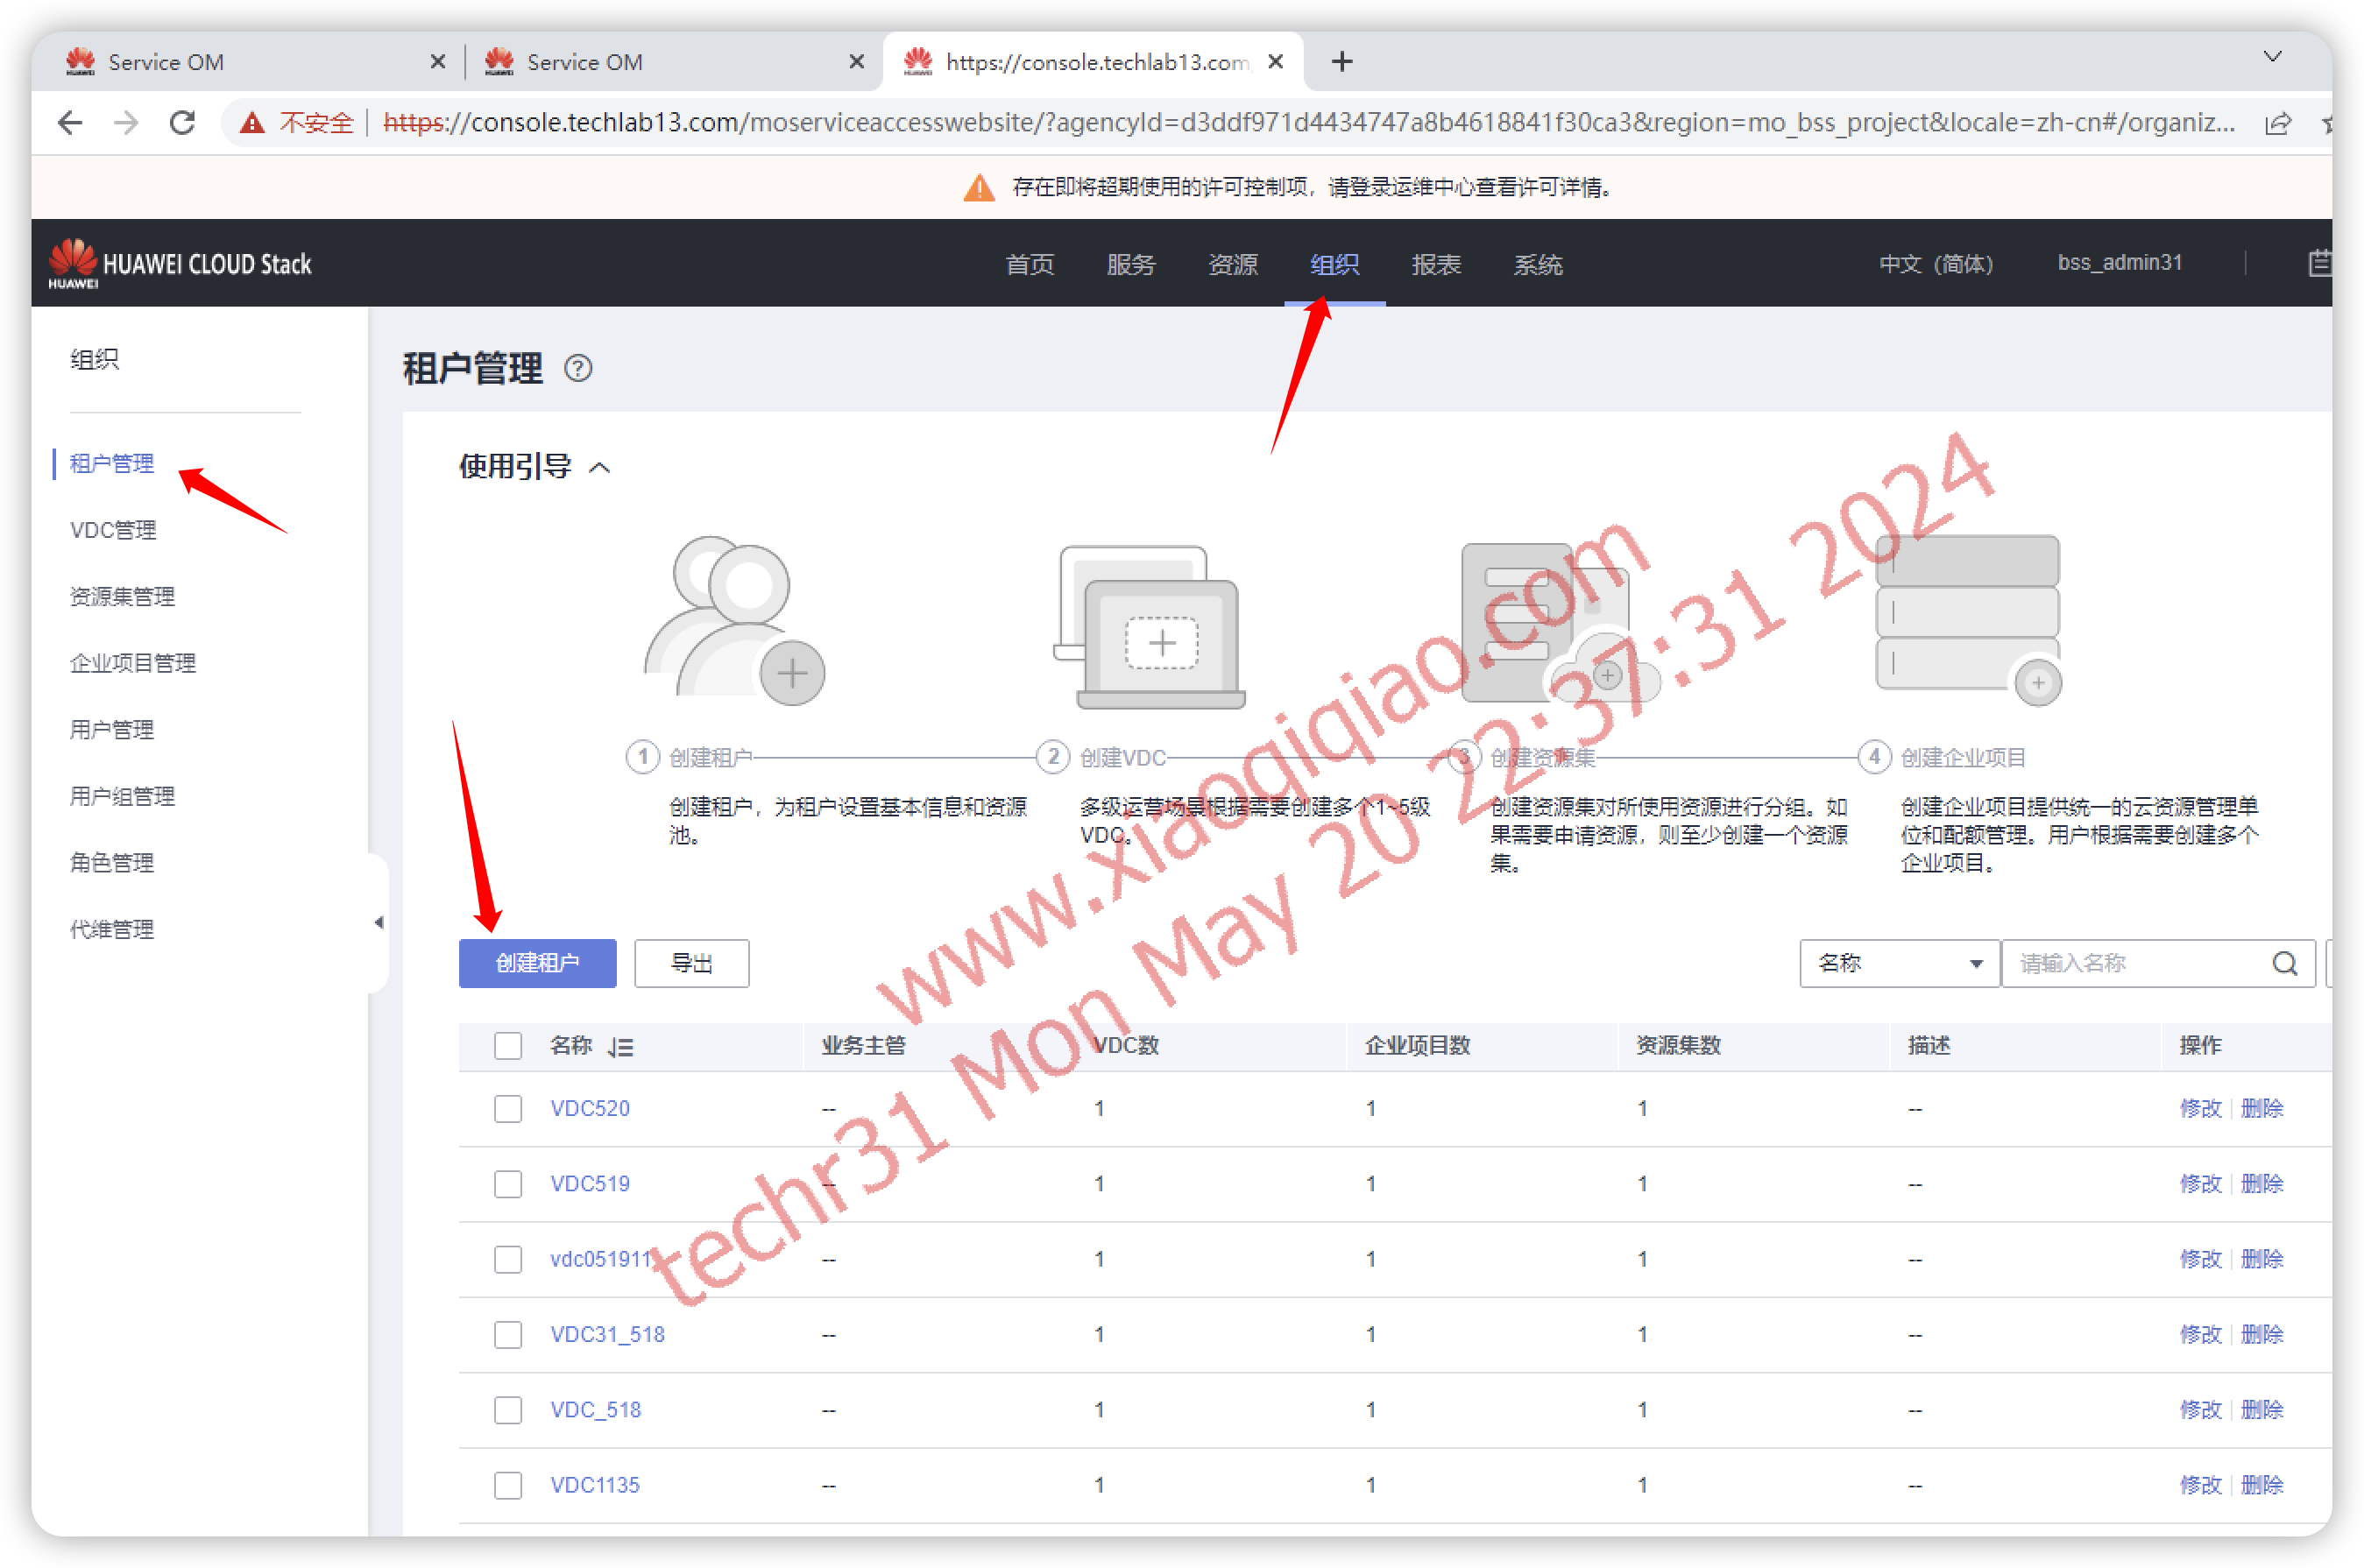 Service OM
Service OM
https://console.techlab13.com
不安全
https://console.techlab13.com/moserviceaccesswebsite/?agencyId=d3ddf971d4434747a8b4618841f30ca3&region=mo_bss_project&locale=zh-cn#/organiz...
存在即将超期使用的许可控制项，请登录运维中心查看许可详情。
HUAWEI
HUAWEI CLOUD Stack
首页 服务 资源 组织 报表 系统
中文（简体） bss_admin31
组织
租户管理
VDC管理
资源集管理
企业项目管理
用户管理
用户组管理
角色管理
代维管理
租户管理 ?
使用引导
1 创建租户
创建租户，为租户设置基本信息和资源
池。
2 创建VDC
多级运营场景根据需要创建多个1~5级
VDC。
3 创建资源集
创建资源集对所使用资源进行分组。如
果需要申请资源，则至少创建一个资源
集。
4 创建企业项目
创建企业项目提供统一的云资源管理单
位和配额管理。用户根据需要创建多个
企业项目。
创建租户 导出
名称 请输入名称
名称 业务主管 VDC数 企业项目数 资源集数 描述 操作
VDC520 -- 1 1 1 -- 修改 删除
VDC519 -- 1 1 1 -- 修改 删除
vdc051911 -- 1 1 1 -- 修改 删除
VDC31_518 -- 1 1 1 -- 修改 删除
VDC_518 -- 1 1 1 -- 修改 删除
VDC1135 -- 1 1 1 -- 修改 删除
www.xiaoqiqiao.com
techr31 Mon May 20 22:37:31 2024